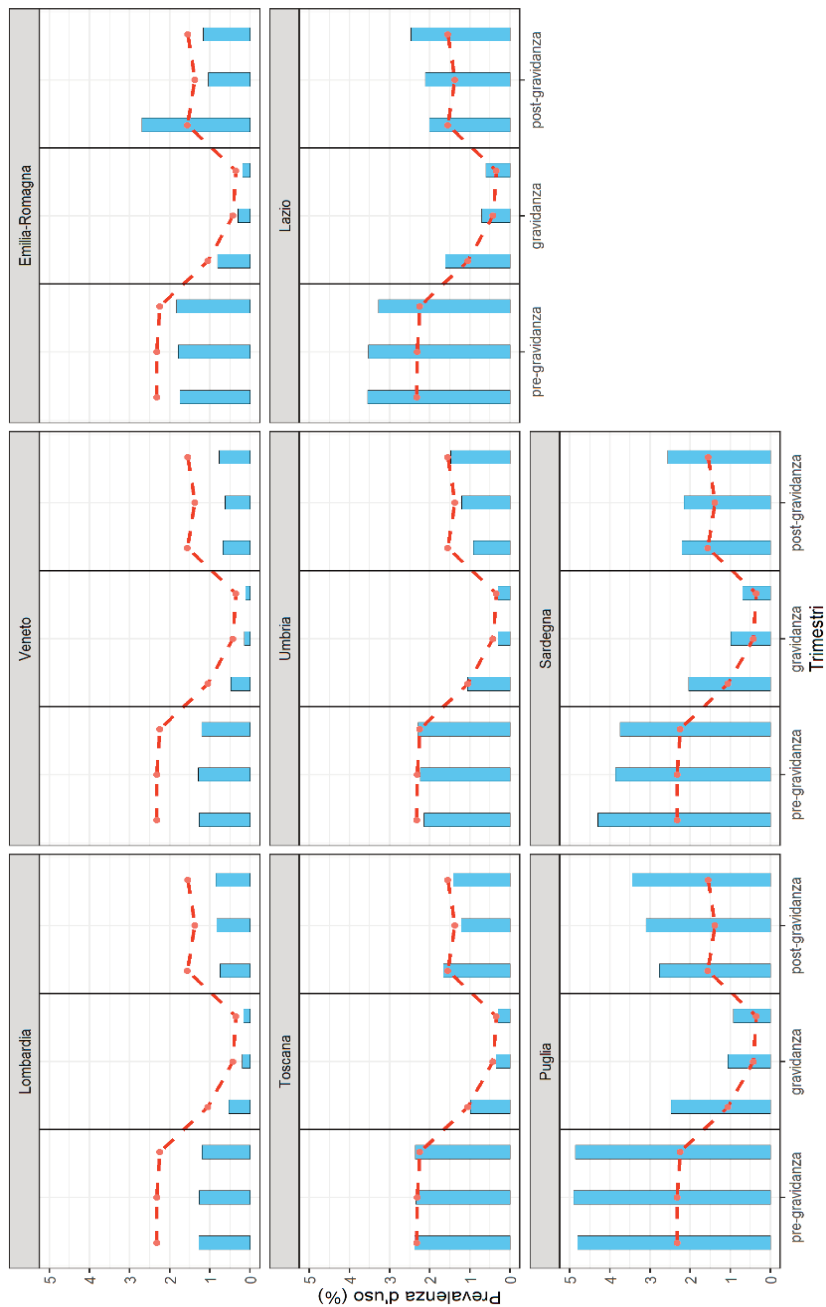 Lombardia
Veneto
Emilia-Romagna
5
4
3
2
1
0
Toscana
Umbria
Lazio
Prevalenza d'uso (%)
5
4
3
2
1
0
pre-gravidanza
gravidanza
post-gravidanza
Puglia
Sardegna
5
4
3
2
1
0
pre-gravidanza
gravidanza
post-gravidanza
pre-gravidanza
gravidanza
post-gravidanza
Trimestri